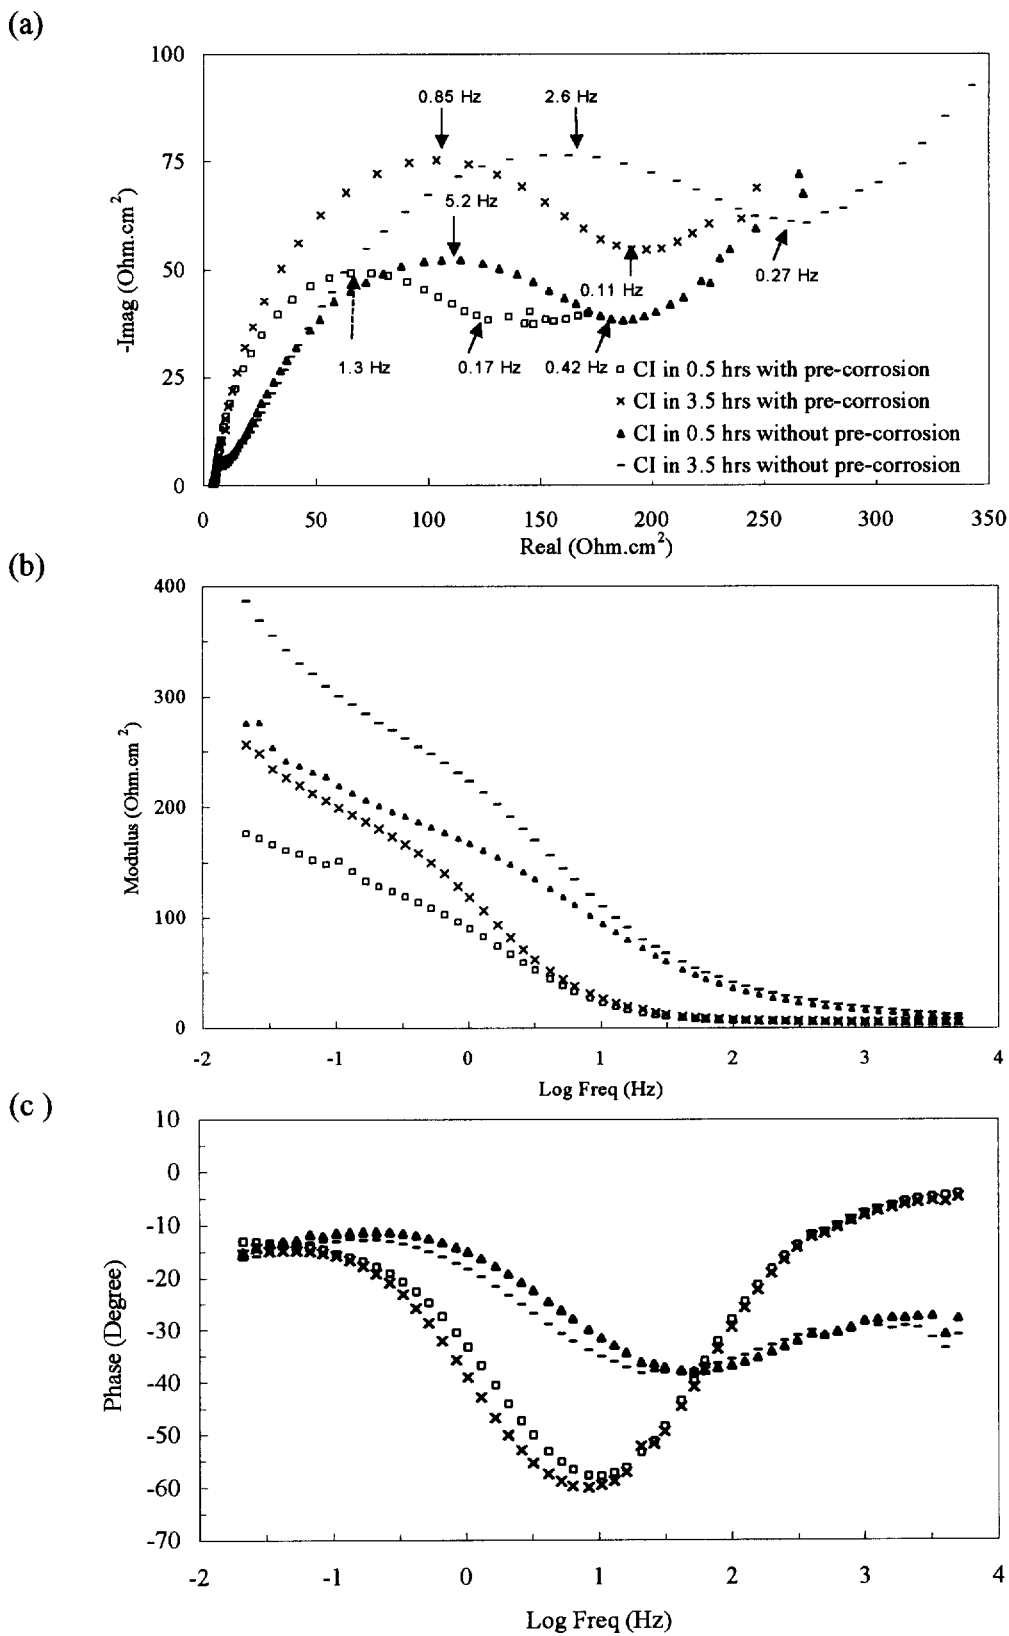 (a)
100
75
50
25
0
-Imag (Ohm.cm²)
0.85 Hz
2.6 Hz
5.2 Hz
0.27 Hz
0.11 Hz
1.3 Hz
0.17 Hz
0.42 Hz
CI in 0.5 hrs with pre-corrosion
CI in 3.5 hrs with pre-corrosion
CI in 0.5 hrs without pre-corrosion
CI in 3.5 hrs without pre-corrosion
0 50 100 150 200 250 300 350
Real (Ohm.cm²)
(b)
400
300
200
100
0
Modulus (Ohm.cm²)
-2 -1 0 1 2 3 4
Log Freq (Hz)
(c )
10
0
-10
-20
-30
-40
-50
-60
-70
Phase (Degree)
-2 -1 0 1 2 3 4
Log Freq (Hz)